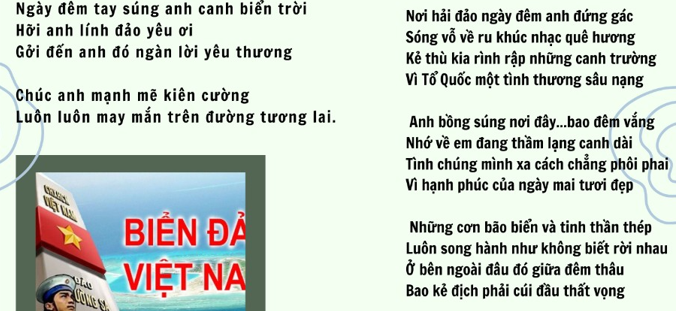 Ngày đêm tay súng anh canh biển trời
Hỡi anh lính đảo yêu ơi
Gởi đến anh đó ngàn lời yêu thương
Chúc anh mạnh mẽ kiên cường
Luôn luôn may mắn trên đường tương lai.
VIỆT NAM
BIỂN ĐẢ
VIỆT NA
ĐẢO
Nơi hải đảo ngày đêm anh đứng gác
Sóng vỗ về ru khúc nhạc quê hương
Kẻ thù kia rình rập những canh trường
Vì Tổ Quốc một tình thương sâu nạng
Anh bồng súng nơi đây...bao đêm vắng
Nhớ về em đang thầm lạng canh dài
Tình chúng mình xa cách chẳng phôi phai
Vì hạnh phúc của ngày mai tươi đẹp
Những cơn bão biển và tinh thần thép
Luôn song hành như không biết rời nhau
Ở bên ngoài đâu đó giữa đêm thâu
Bao kẻ địch phải cúi đầu thất vọng